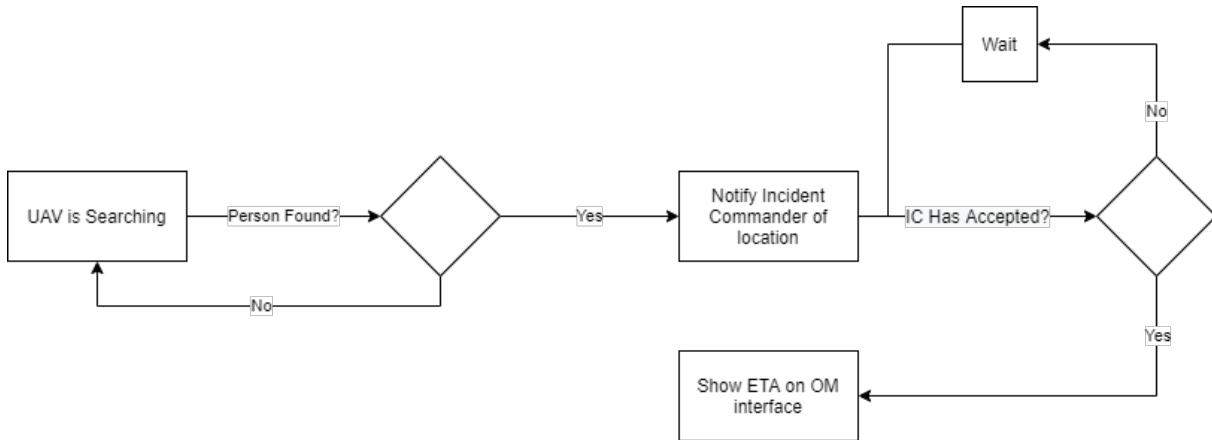 Wait
No
UAV is Searching
Person Found?
Yes
Notify Incident
Commander of
location
IC Has Accepted?
No
Yes
Show ETA on OM
interface